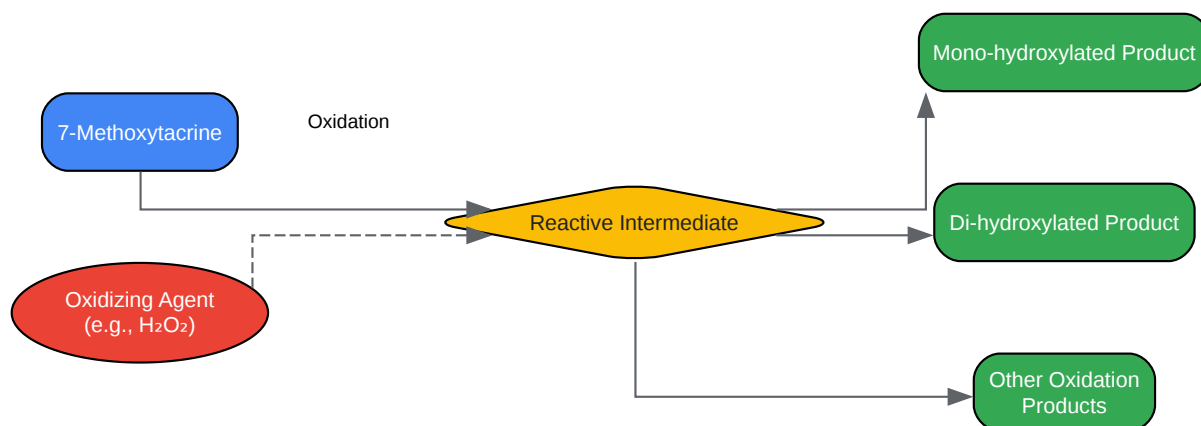 Mono-hydroxylated Product
7-Methoxytacrine
Oxidation
Reactive Intermediate
Di-hydroxylated Product
Oxidizing Agent
(e.g., H₂O₂)
Other Oxidation
Products